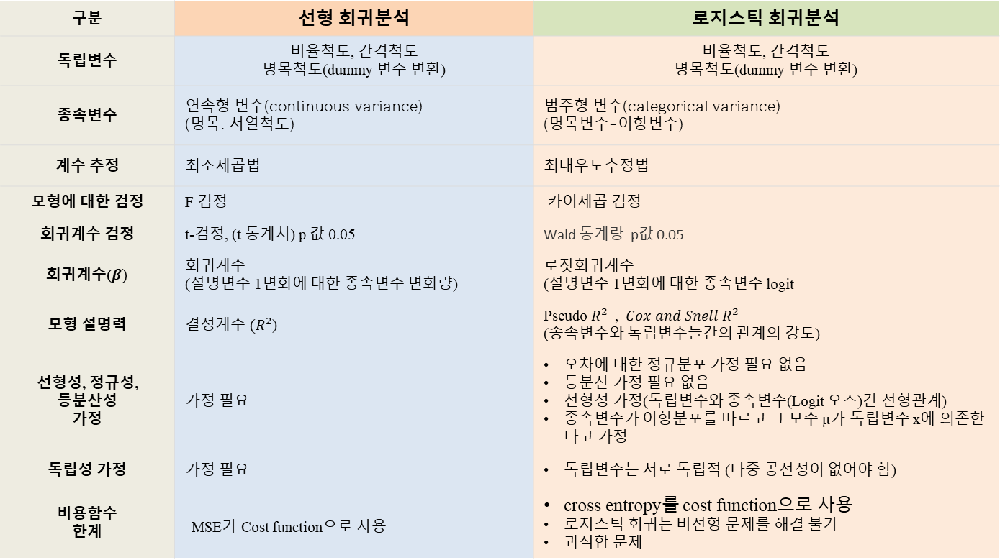 구분
선형 회귀분석
로지스틱 회귀분석
독립변수
비율척도, 간격척도
명목척도(dummy 변수 변환)
비율척도, 간격척도
명목척도(dummy 변수 변환)
종속변수
연속형 변수(continuous variance)
(명목. 서열척도)
범주형 변수(categorical variance)
(명목변수-이항변수)
계수 추정
최소제곱법
최대우도추정법
모형에 대한 검정
F 검정
카이제곱 검정
회귀계수 검정
t-검정, (t 통계치) p 값 0.05
Wald 통계량 p값 0.05
회귀계수(β)
회귀계수
(설명변수 1변화에 대한 종속변수 변화량)
로짓회귀계수
(설명변수 1변화에 대한 종속변수 logit
모형 설명력
결정계수 (R²)
Pseudo R² , Cox and Snell R²
(종속변수와 독립변수들간의 관계의 강도)
선형성, 정규성,
등분산성
가정
가정 필요
• 오차에 대한 정규분포 가정 필요 없음
• 등분산 가정 필요 없음
• 선형성 가정(독립변수와 종속변수(Logit 오즈)간 선형관계)
• 종속변수가 이항분포를 따르고 그 모수 μ가 독립변수 x에 의존한
다고 가정
독립성 가정
가정 필요
• 독립변수는 서로 독립적 (다중 공선성이 없어야 함)
비용함수
한계
MSE가 Cost function으로 사용
• cross entropy를 cost function으로 사용
• 로지스틱 회귀는 비선형 문제를 해결 불가
• 과적합 문제